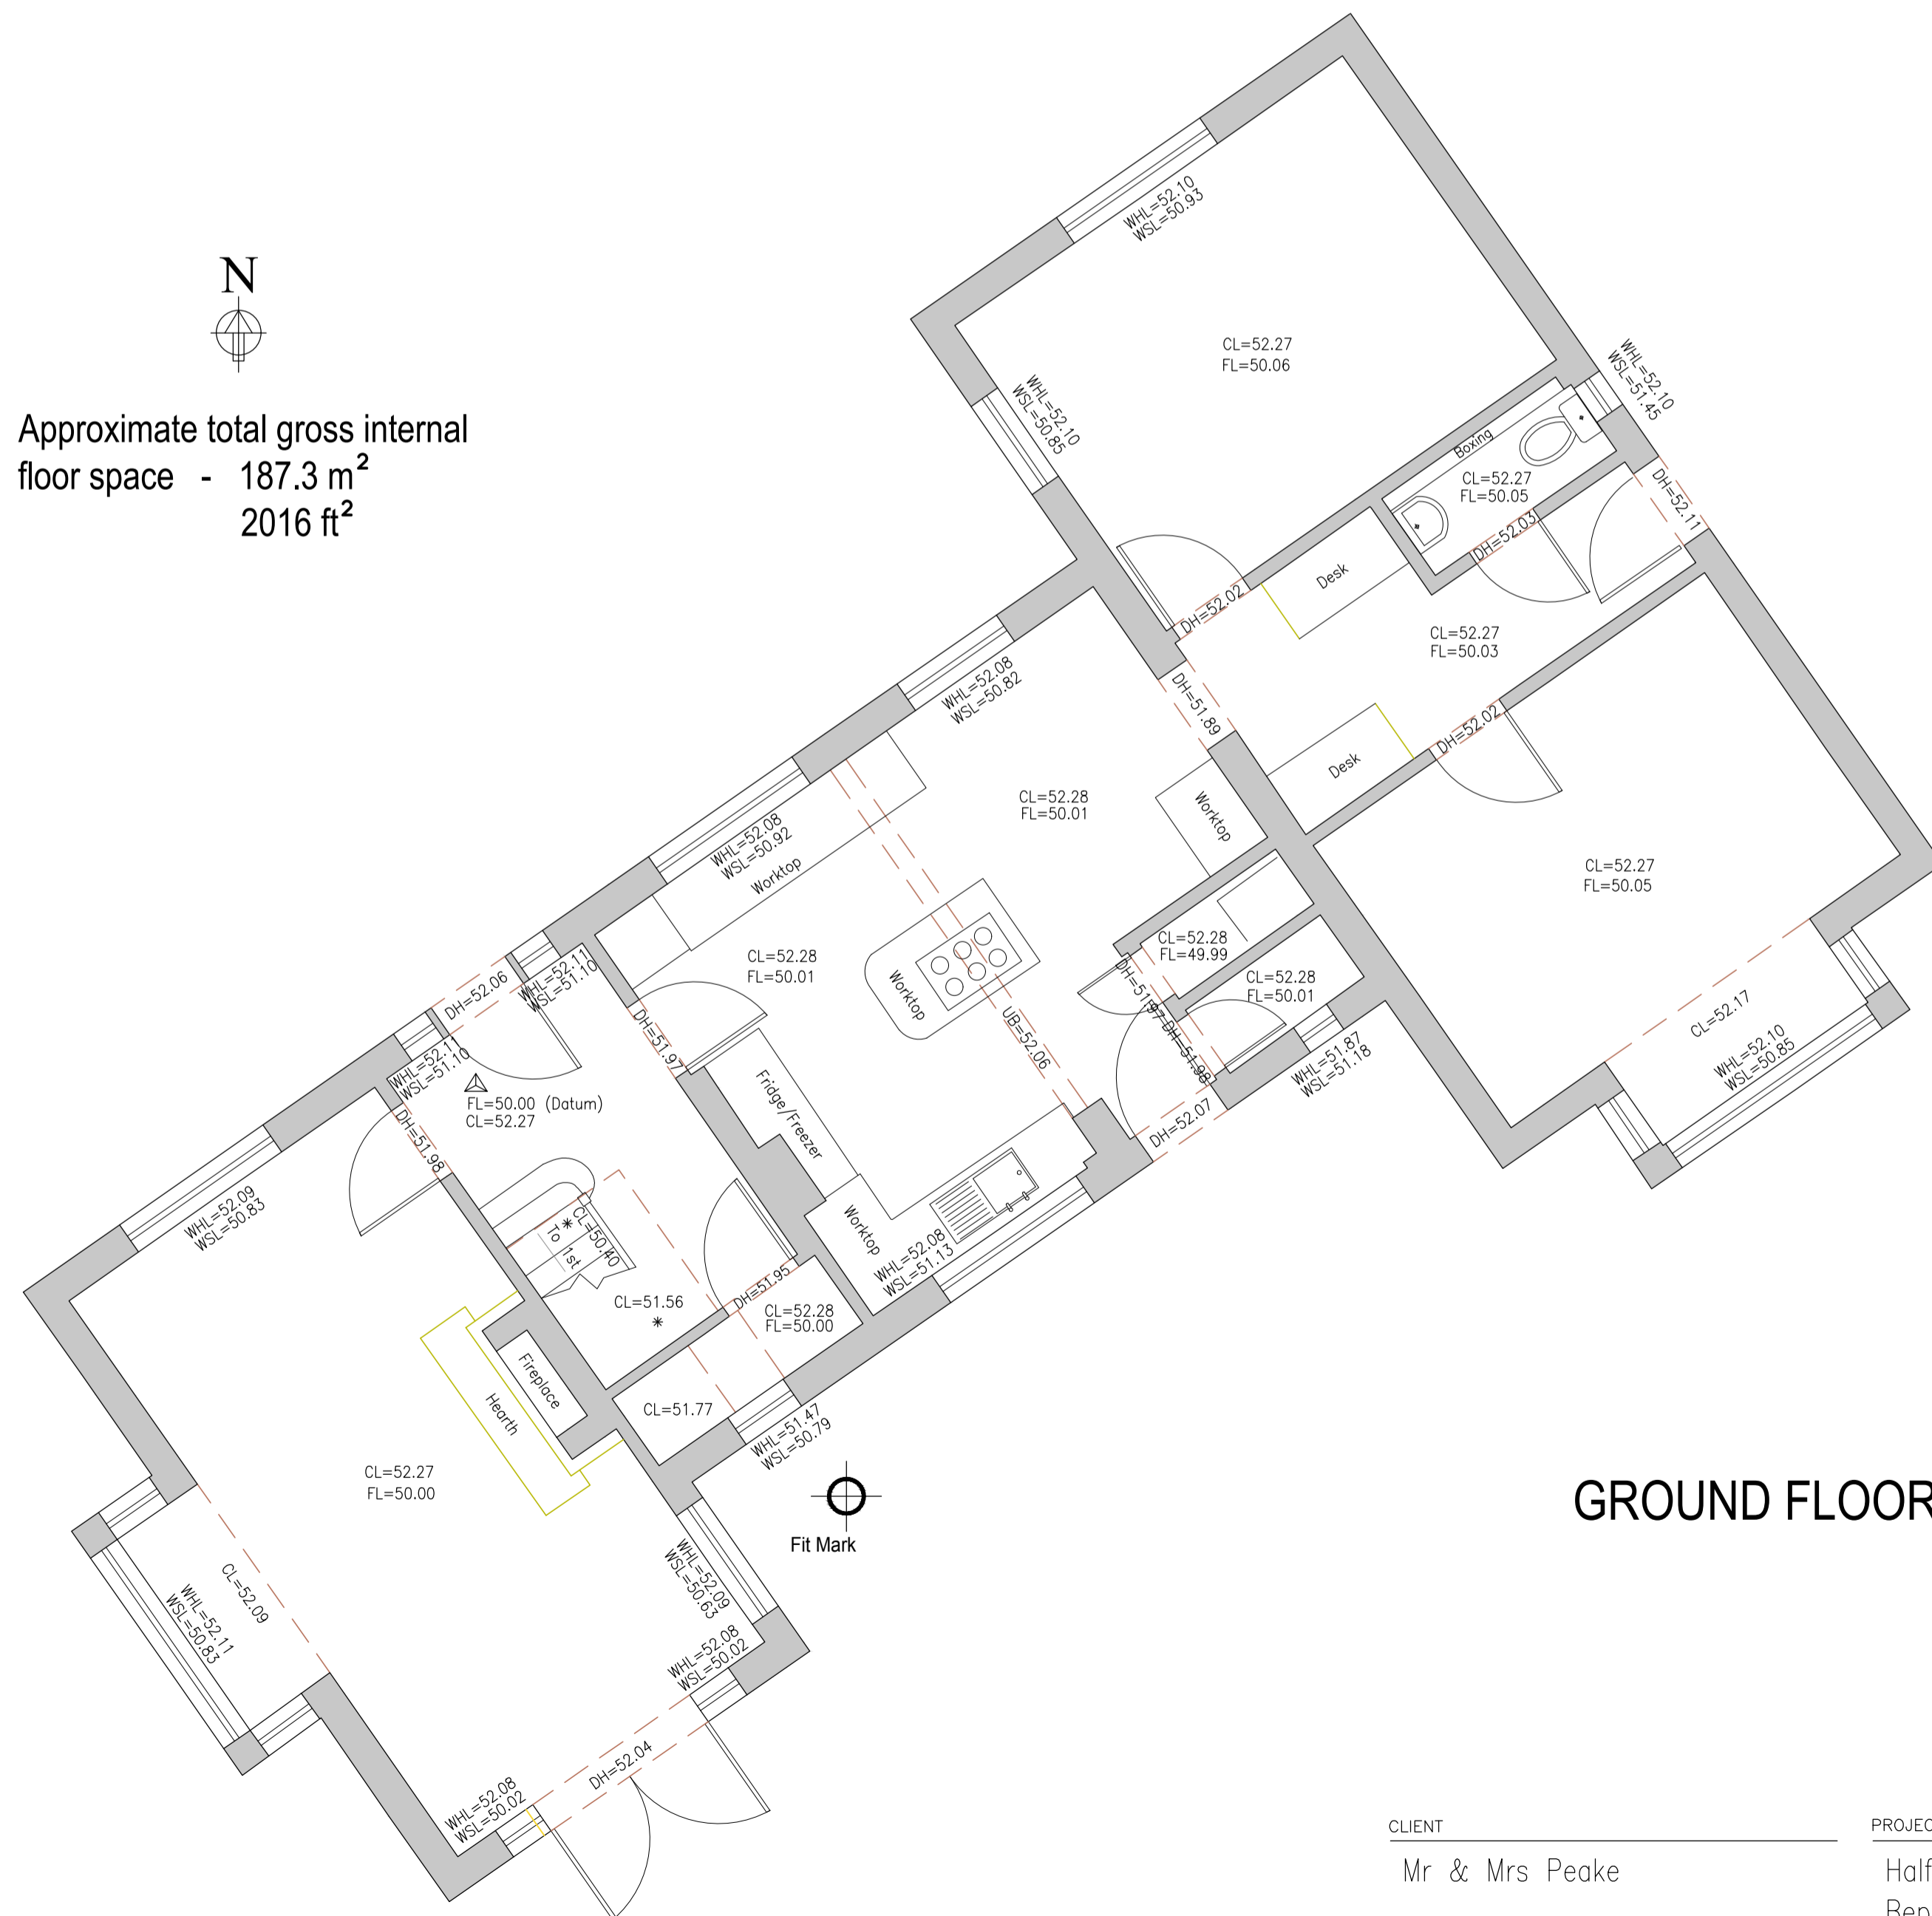 N
Approximate total gross internal
floor space - 187.3 m²
2016 ft²
WHL=52.10
WSL=50.93
CL=52.27
FL=50.06
WHL=52.10
WSL=50.85
WHL=52.10
WSL=51.45
Boxing
CL=52.27
FL=50.05
DH=52.11
DH=52.03
Desk
DH=52.02
CL=52.27
FL=50.03
WHL=52.08
WSL=50.82
DH=51.89
DH=52.02
Desk
CL=52.28
FL=50.01
Worktop
WHL=52.08
WSL=50.92
Worktop
CL=52.27
FL=50.05
CL=52.28
FL=50.01
CL=52.28
FL=49.99
CL=52.28
FL=50.01
DH=52.06
WHL=52.11
WSL=51.10
Worktop
DH=51.97
DH=51.97
UB=52.06
CL=52.17
WHL=52.10
WSL=50.85
WHL=52.11
WSL=51.10
DH=51.98
WHL=51.87
WSL=51.18
FL=50.00 (Datum)
CL=52.27
Fridge/Freezer
DH=52.07
DH=51.98
WHL=52.09
WSL=50.83
CL=50.40
To 1st
Worktop
WHL=52.08
WSL=51.13
DH=51.95
CL=51.56
CL=52.28
FL=50.00
Fireplace
Hearth
CL=51.77
WHL=51.47
WSL=50.79
CL=52.27
FL=50.00
Fit Mark
GROUND FLOOR
CL=52.09
WHL=52.11
WSL=50.83
WHL=52.09
WSL=50.63
WHL=52.08
WSL=50.02
DH=52.04
WHL=52.08
WSL=50.02
CLIENT
Mr & Mrs Peake
PROJEC
Half